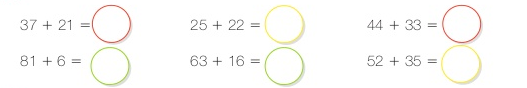 37 + 21 = 25 + 22 = 44 + 33 =
81 + 6 = 63 + 16 = 52 + 35 =